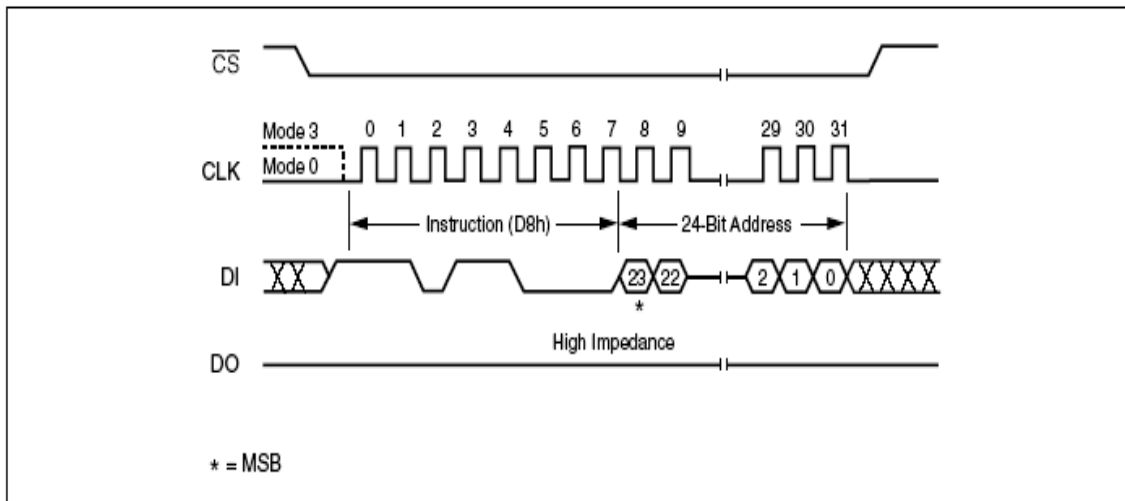 CS
Mode 3
0 1 2 3 4 5 6 7 8 9 29 30 31
CLK
Mode 0
Instruction (D8h)
24-Bit Address
DI
23 22 2 1 0
*
High Impedance
DO
* = MSB